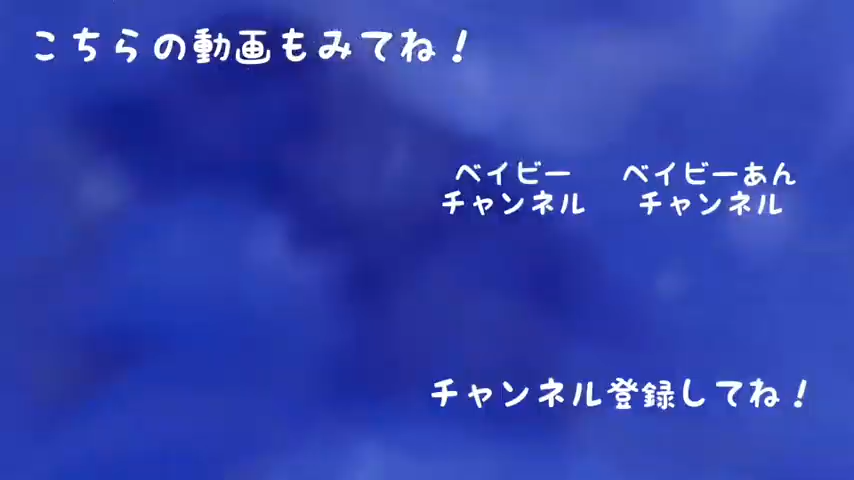 こちらの動画もみてね!
ベイビー
チャンネル
ベイビーあん
チャンネル
チャンネル登録してね!